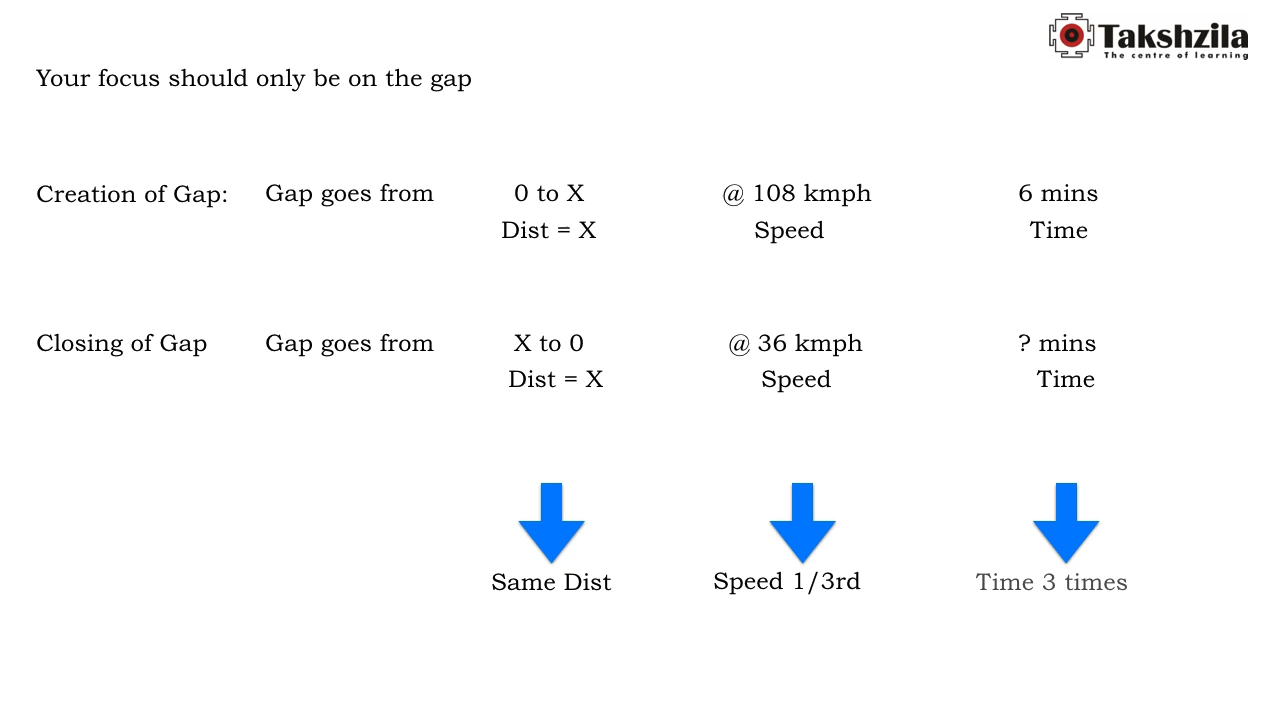 Takshzila
The centre of learning
Your focus should only be on the gap
Creation of Gap: Gap goes from 0 to X @ 108 kmph 6 mins
Dist = X Speed Time
Closing of Gap Gap goes from X to 0 @ 36 kmph ? mins
Dist = X Speed Time
Same Dist Speed 1/3rd Time 3 times